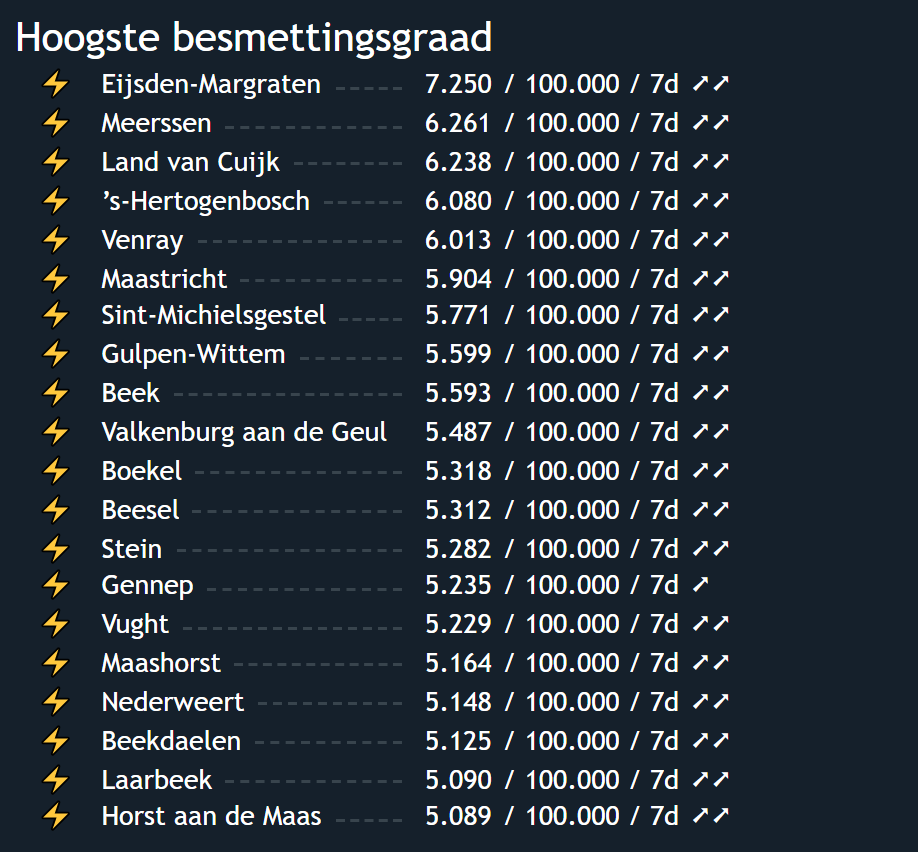 Hoogste besmettingsgraad
⚡ Eijsden-Margraten ----- 7.250 / 100.000 / 7d ➚➚
⚡ Meerssen ------------ 6.261 / 100.000 / 7d ➚➚
⚡ Land van Cuijk -------- 6.238 / 100.000 / 7d ➚➚
⚡ ’s-Hertogenbosch ------ 6.080 / 100.000 / 7d ➚➚
⚡ Venray -------------- 6.013 / 100.000 / 7d ➚➚
⚡ Maastricht ----------- 5.904 / 100.000 / 7d ➚➚
⚡ Sint-Michielsgestel ----- 5.771 / 100.000 / 7d ➚➚
⚡ Gulpen-Wittem ------- 5.599 / 100.000 / 7d ➚➚
⚡ Beek ---------------- 5.593 / 100.000 / 7d ➚➚
⚡ Valkenburg aan de Geul 5.487 / 100.000 / 7d ➚➚
⚡ Boekel -------------- 5.318 / 100.000 / 7d ➚➚
⚡ Beesel -------------- 5.312 / 100.000 / 7d ➚➚
⚡ Stein ---------------- 5.282 / 100.000 / 7d ➚➚
⚡ Gennep ------------- 5.235 / 100.000 / 7d ➚
⚡ Vught --------------- 5.229 / 100.000 / 7d ➚➚
⚡ Maashorst ----------- 5.164 / 100.000 / 7d ➚➚
⚡ Nederweert ---------- 5.148 / 100.000 / 7d ➚➚
⚡ Beekdaelen ---------- 5.125 / 100.000 / 7d ➚➚
⚡ Laarbeek ------------ 5.090 / 100.000 / 7d ➚➚
⚡ Horst aan de Maas ----- 5.089 / 100.000 / 7d ➚➚